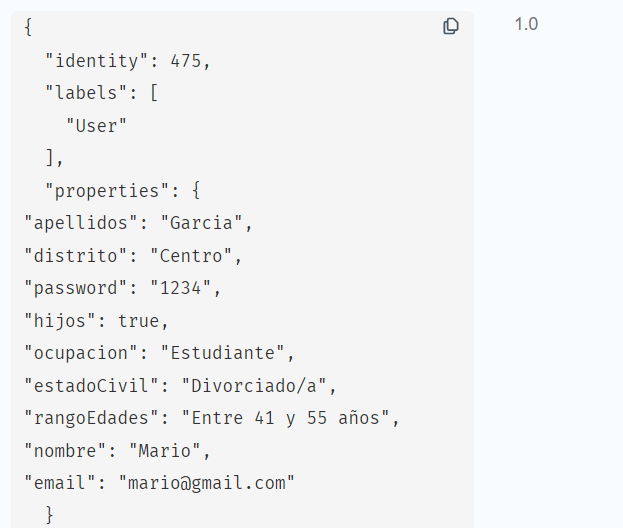 {
1.0
"identity": 475,
"labels": [
"User"
],
"properties": {
"apellidos": "Garcia",
"distrito": "Centro",
"password": "1234",
"hijos": true,
"ocupacion": "Estudiante",
"estadoCivil": "Divorciado/a",
"rangoEdades": "Entre 41 y 55 años",
"nombre": "Mario",
"email": "mario@gmail.com"
}